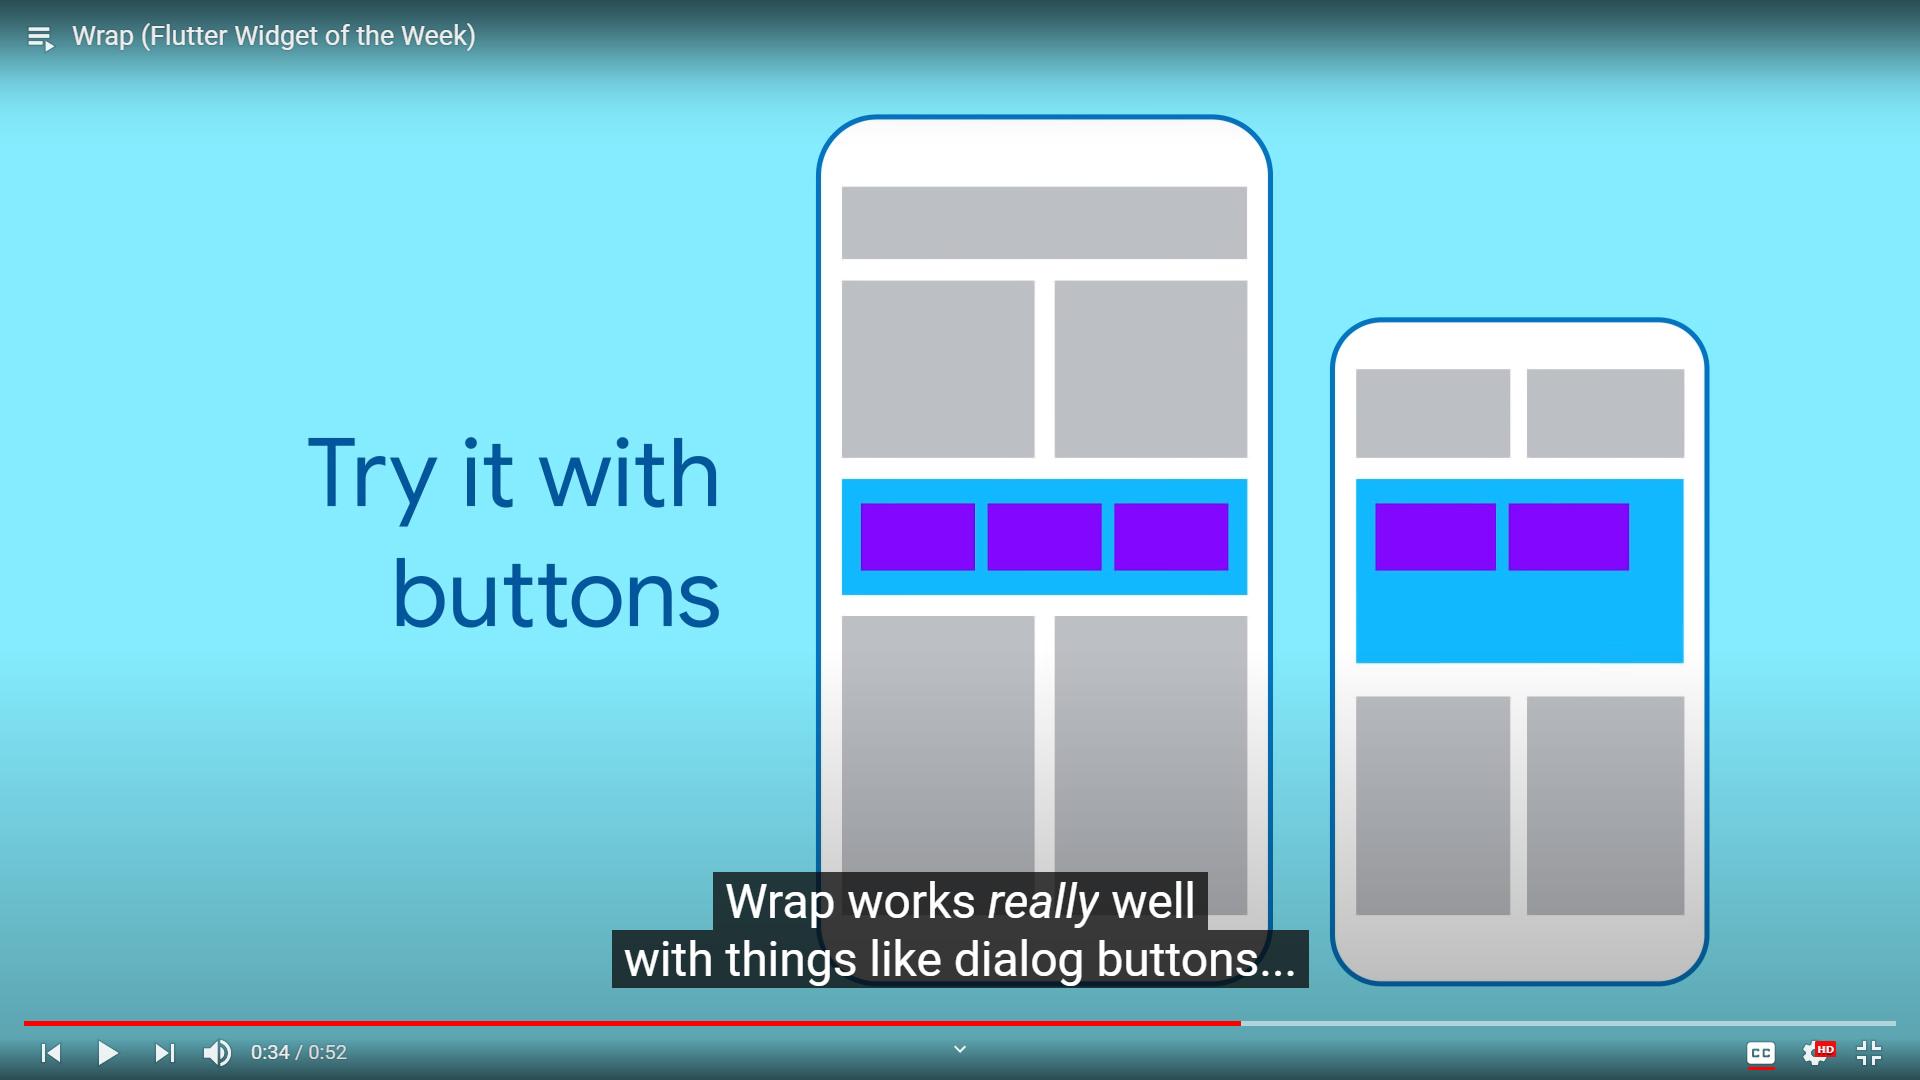 Wrap (Flutter Widget of the Week)
Try it with
buttons
Wrap works really well
with things like dialog buttons...
0:34 / 0:52
CC
HD